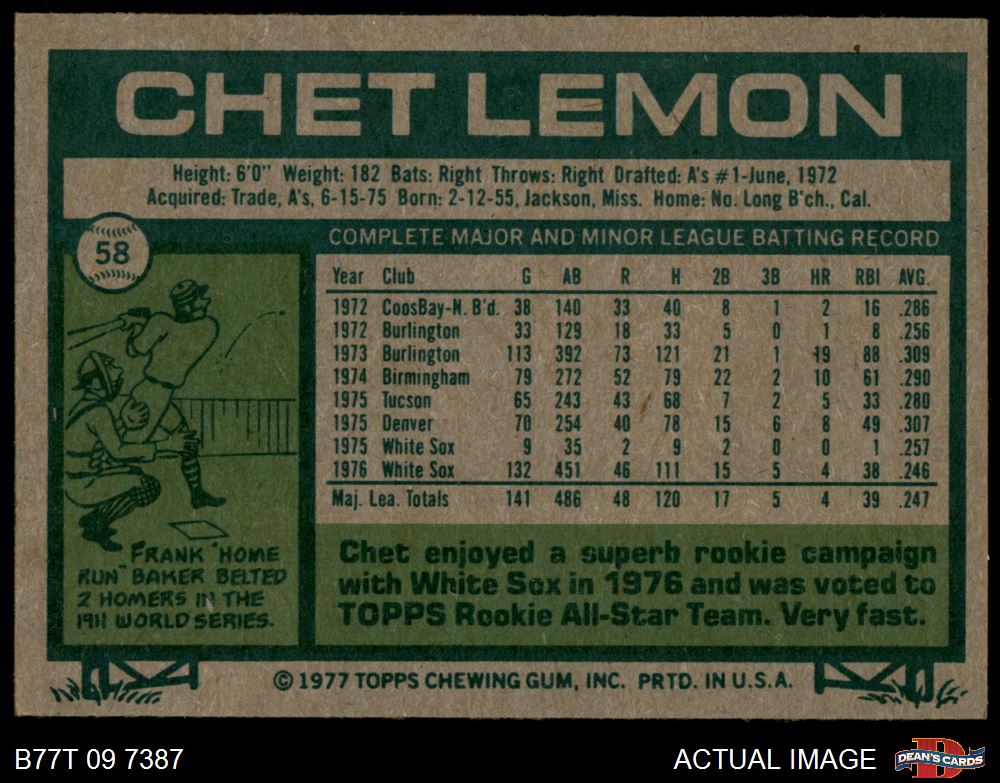 CHET LEMON
Height: 6'0" Weight: 182 Bats: Right Throws: Right Drafted: A's #1-June, 1972
Acquired: Trade, A's, 6-15-75 Born: 2-12-55, Jackson, Miss. Home: No. Long B'ch., Cal.
58
COMPLETE MAJOR AND MINOR LEAGUE BATTING RECORD
Year Club G AB R H 2B 3B HR RBI AVG.
1972 CoosBay-N. B'd. 38 140 33 40 8 1 2 16 .286
1972 Burlington 33 129 18 33 5 0 1 8 .256
1973 Burlington 113 392 73 121 21 1 19 88 .309
1974 Birmingham 79 272 52 79 22 2 10 61 .290
1975 Tucson 65 243 43 68 7 2 5 33 .280
1975 Denver 70 254 40 78 15 6 8 49 .307
1975 White Sox 9 35 2 9 2 0 0 1 .257
1976 White Sox 132 451 46 111 15 5 4 38 .246
Maj. Lea. Totals 141 486 48 120 17 5 4 39 .247
FRANK "HOME
RUN" BAKER BELTED
2 HOMERS IN THE
1911 WORLD SERIES.
Chet enjoyed a superb rookie campaign
with White Sox in 1976 and was voted to
TOPPS Rookie All-Star Team. Very fast.
© 1977 TOPPS CHEWING GUM, INC. PRTD. IN U.S.A.
B77T 09 7387
ACTUAL IMAGE
D
DEAN'S CARDS